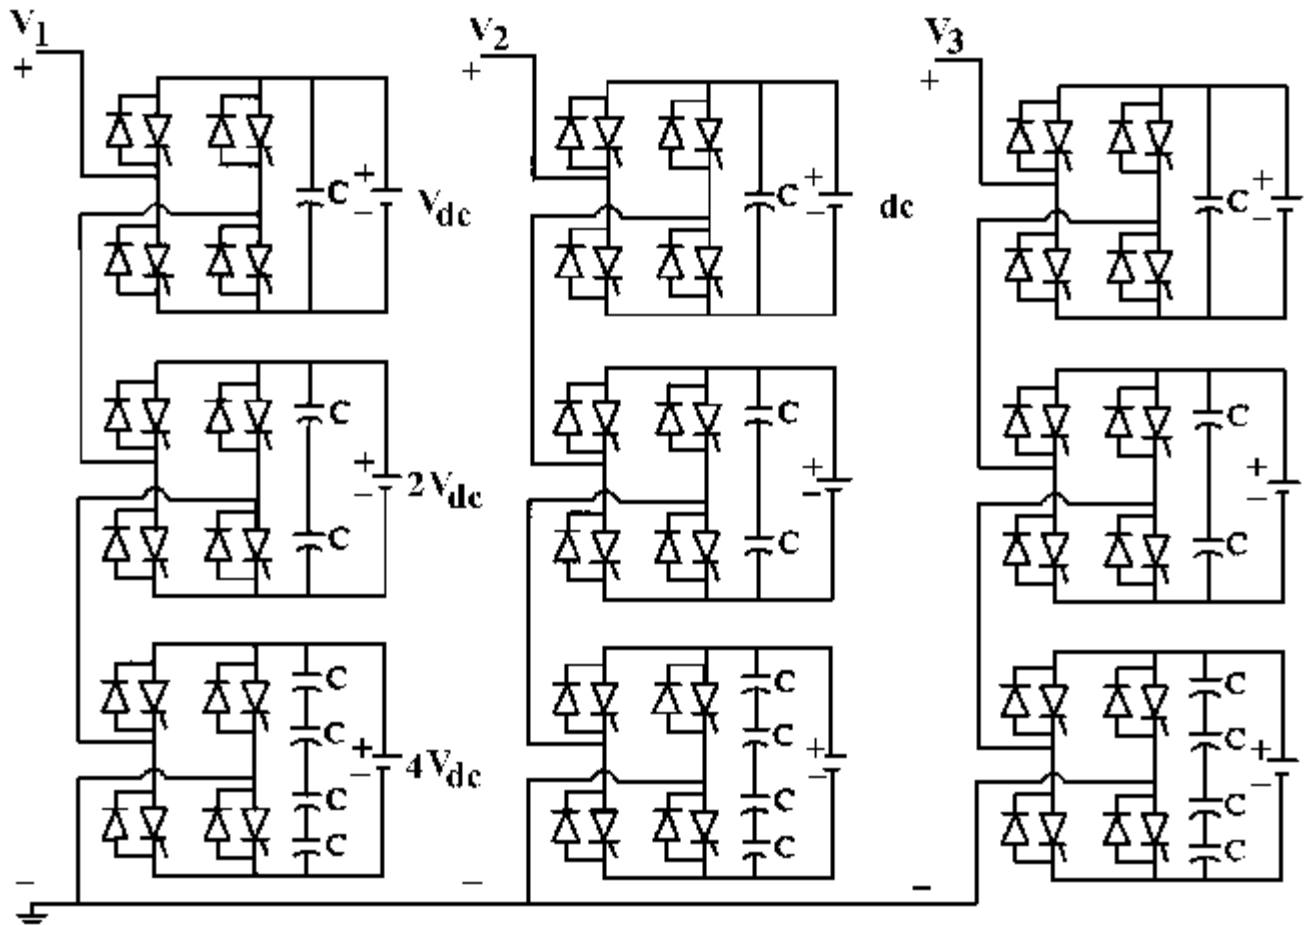 V1 V2 V3
+ + +
C + − Vdc C + − dc C + −
C C C
+ − 2Vdc + − + −
C C C
C C C
C C C
+ − 4Vdc + − + −
C C C
C C C
− − −